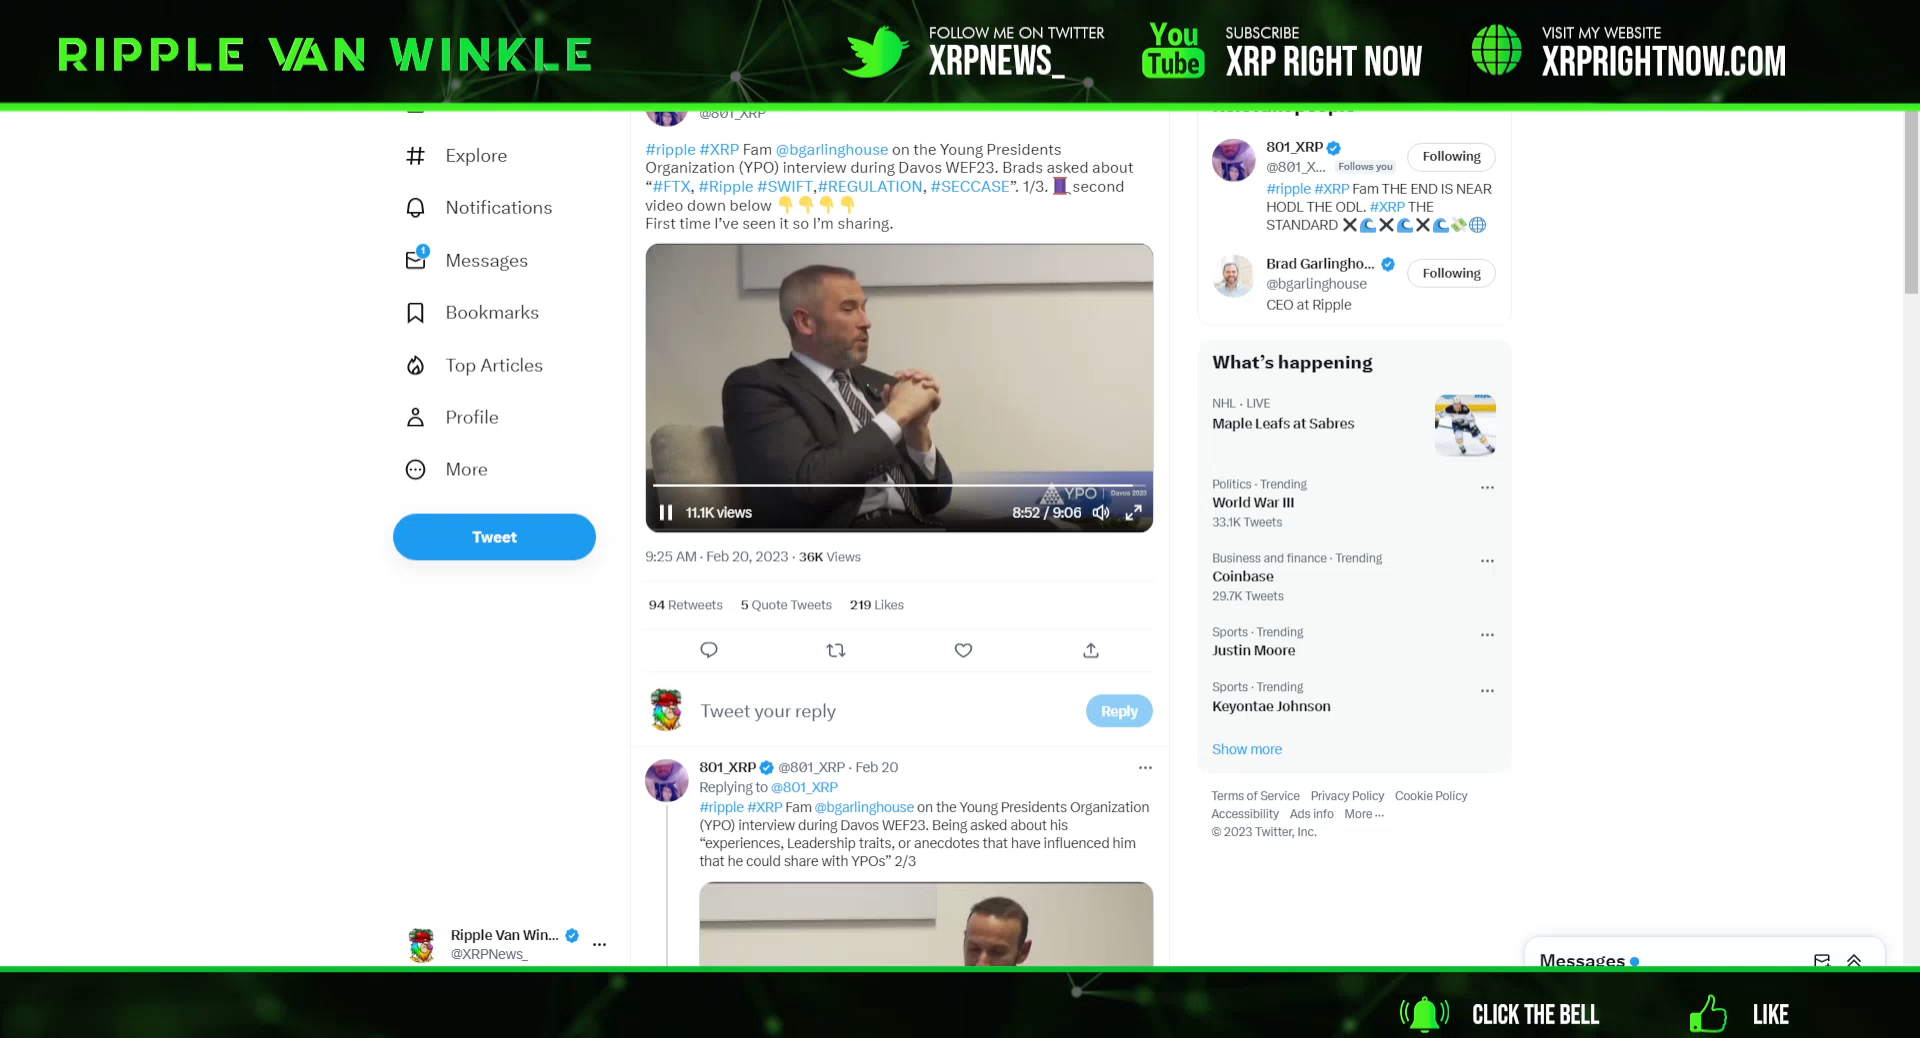 RIPPLE VAN WINKLE
FOLLOW ME ON TWITTER
XRPNEWS_
You
Tube
SUBSCRIBE
XRP RIGHT NOW
VISIT MY WEBSITE
XRPRIGHTNOW.COM
Explore
Notifications
1
Messages
Bookmarks
Top Articles
Profile
More
Tweet
Ripple Van Win...
@XRPNews_
@801_XRP
#ripple #XRP Fam @bgarlinghouse on the Young Presidents
Organization (YPO) interview during Davos WEF23. Brads asked about
“#FTX, #Ripple #SWIFT,#REGULATION, #SECCASE”. 1/3. 🧵second
video down below 👇👇👇👇
First time I’ve seen it so I’m sharing.
YPO | Davos 2023
11.1K views
8:52 / 9:06
9:25 AM · Feb 20, 2023 · 36K Views
94 Retweets 5 Quote Tweets 219 Likes
Tweet your reply
Reply
801_XRP @801_XRP · Feb 20
Replying to @801_XRP
#ripple #XRP Fam @bgarlinghouse on the Young Presidents Organization
(YPO) interview during Davos WEF23. Being asked about his
“experiences, Leadership traits, or anecdotes that have influenced him
that he could share with YPOs” 2/3
801_XRP
@801_X... Follows you
Following
#ripple #XRP Fam THE END IS NEAR
HODL THE ODL. #XRP THE
STANDARD ❌🌊❌🌊❌🌊💸🌐
Brad Garlingho...
@bgarlinghouse
Following
CEO at Ripple
What’s happening
NHL · LIVE
Maple Leafs at Sabres
Politics · Trending
World War III
33.1K Tweets
Business and finance · Trending
Coinbase
29.7K Tweets
Sports · Trending
Justin Moore
Sports · Trending
Keyontae Johnson
Show more
Terms of Service Privacy Policy Cookie Policy
Accessibility Ads info More ···
© 2023 Twitter, Inc.
Messages
CLICK THE BELL
LIKE